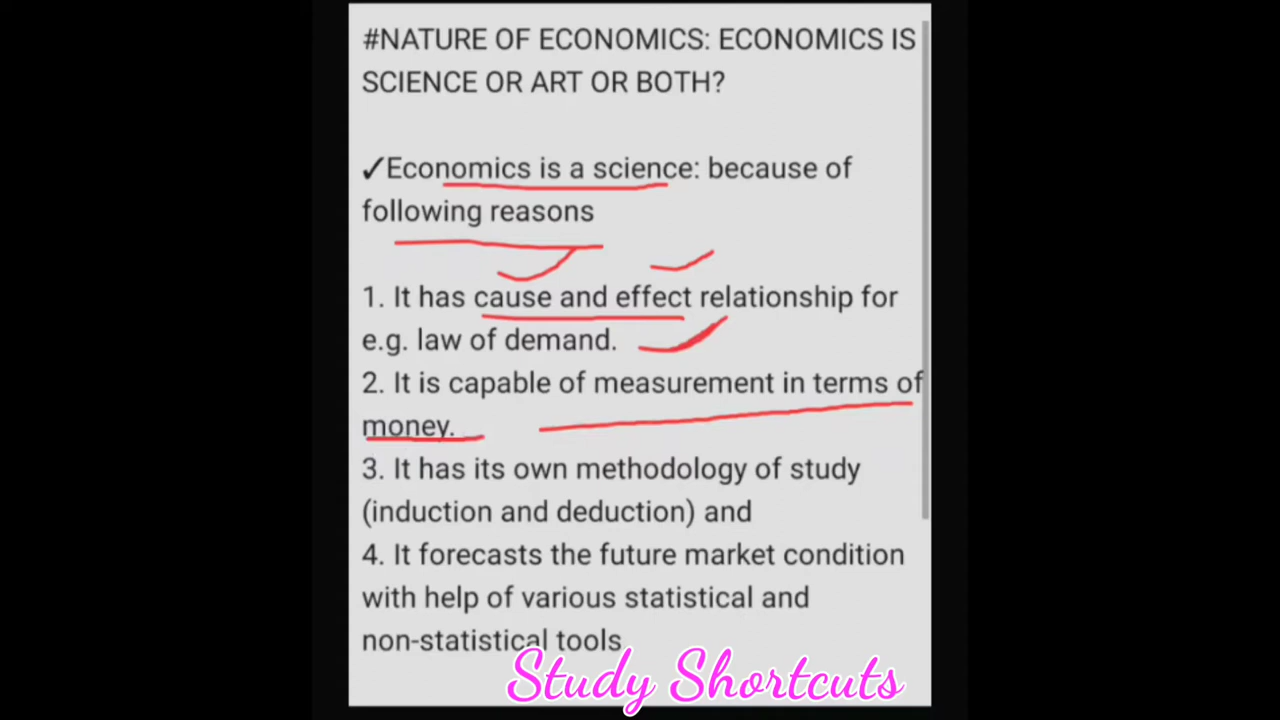 #NATURE OF ECONOMICS: ECONOMICS IS
SCIENCE OR ART OR BOTH?
✓Economics is a science: because of
following reasons
1. It has cause and effect relationship for
e.g. law of demand.
2. It is capable of measurement in terms of
money.
3. It has its own methodology of study
(induction and deduction) and
4. It forecasts the future market condition
with help of various statistical and
non-statistical tools
Study Shortcuts